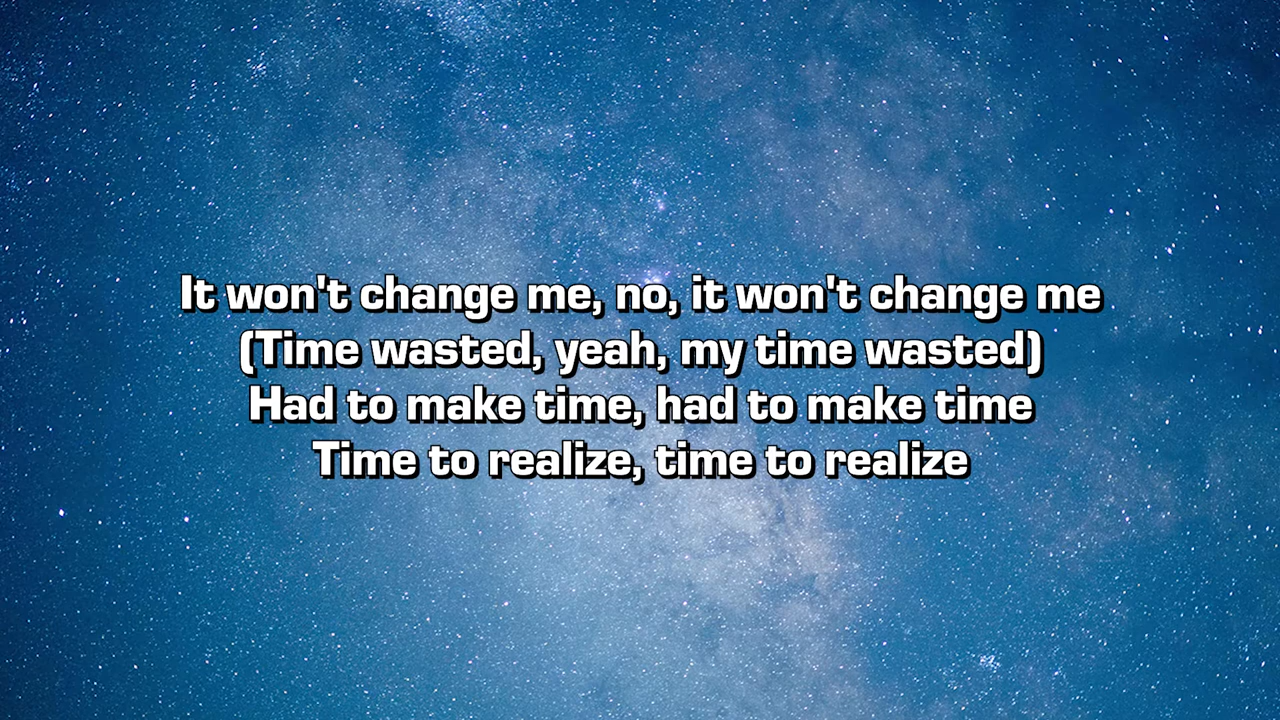 It won't change me, no, it won't change me
(Time wasted, yeah, my time wasted)
Had to make time, had to make time
Time to realize, time to realize